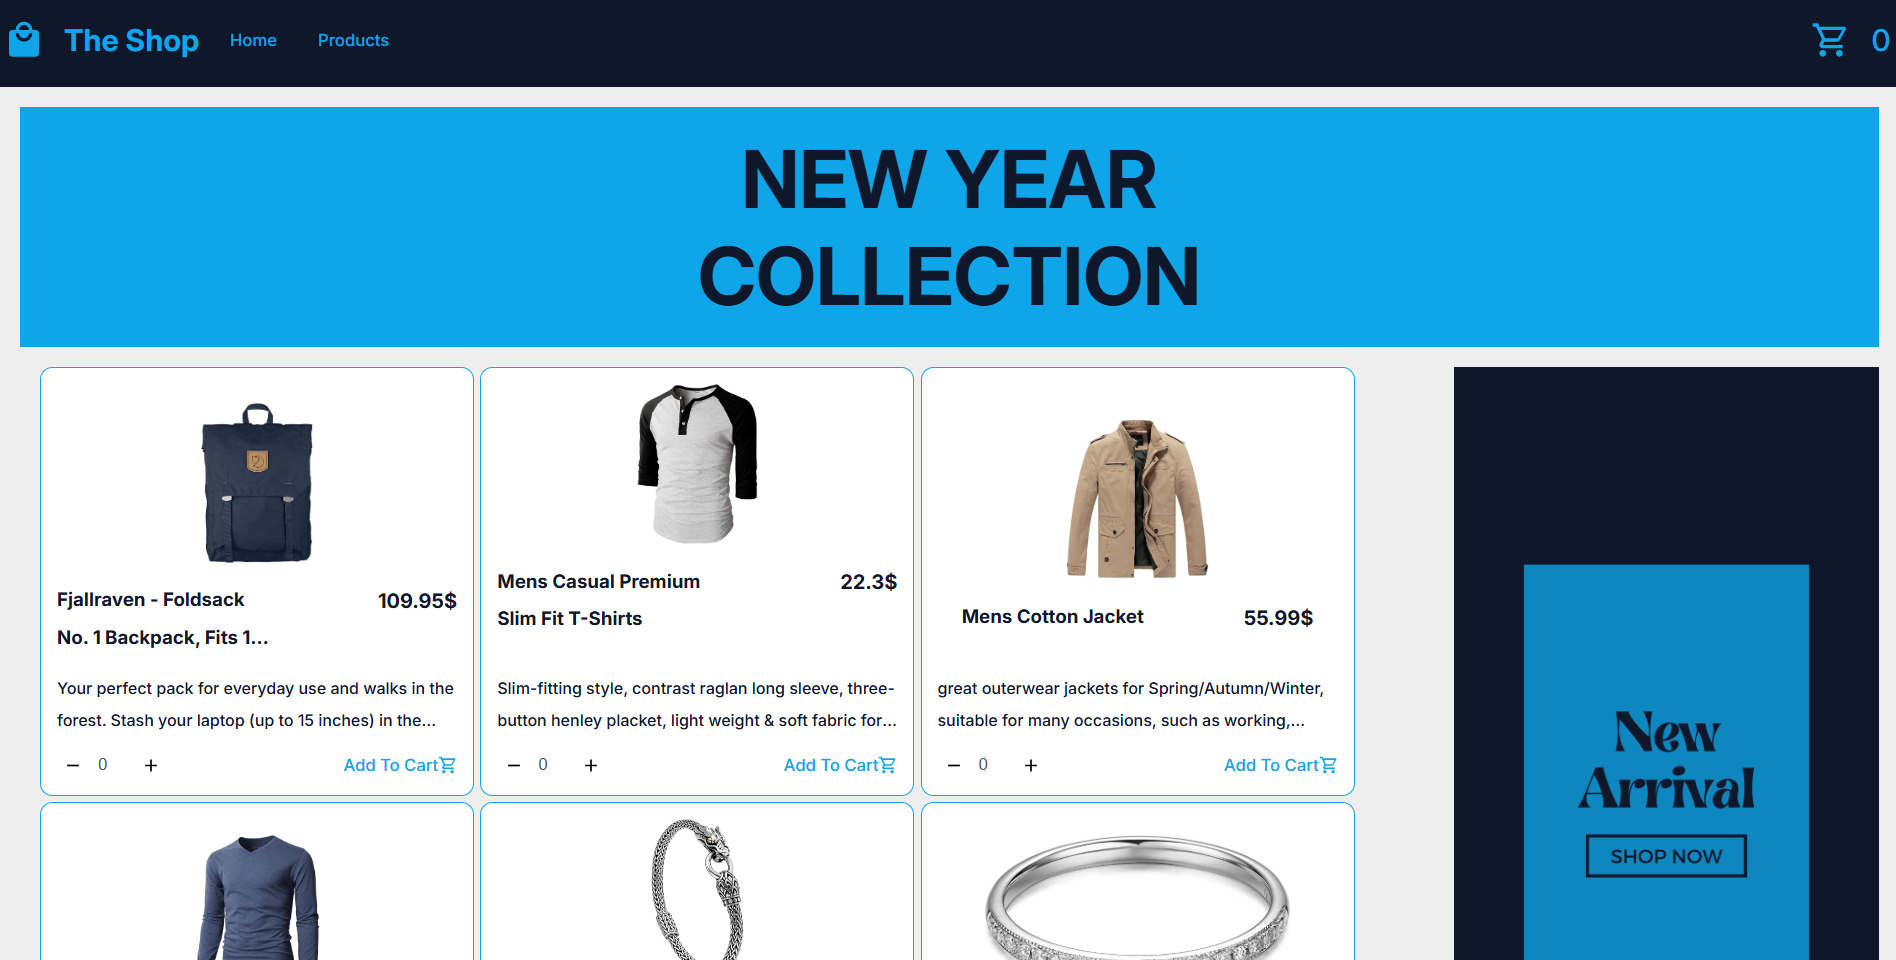 The Shop
Home
Products
0
NEW YEAR
COLLECTION
Fjallraven - Foldsack
No. 1 Backpack, Fits 1...
109.95$
Your perfect pack for everyday use and walks in the
forest. Stash your laptop (up to 15 inches) in the...
0
Add To Cart
Mens Casual Premium
Slim Fit T-Shirts
22.3$
Slim-fitting style, contrast raglan long sleeve, three-
button henley placket, light weight & soft fabric for...
0
Add To Cart
Mens Cotton Jacket
55.99$
great outerwear jackets for Spring/Autumn/Winter,
suitable for many occasions, such as working,...
0
Add To Cart
New
Arrival
SHOP NOW